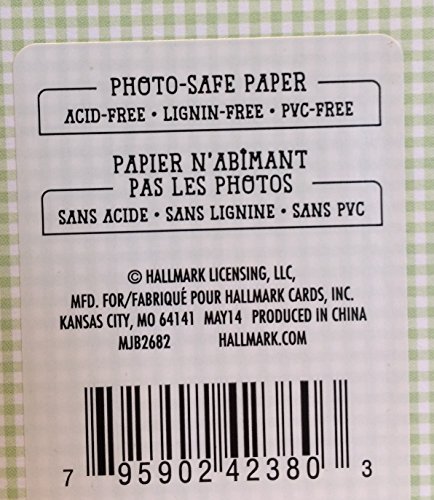 PHOTO-SAFE PAPER
ACID-FREE • LIGNIN-FREE • PVC-FREE
PAPIER N'ABÎMANT
PAS LES PHOTOS
SANS ACIDE • SANS LIGNINE • SANS PVC
© HALLMARK LICENSING, LLC,
MFD. FOR/FABRIQUÉ POUR HALLMARK CARDS, INC.
KANSAS CITY, MO 64141 MAY14 PRODUCED IN CHINA
MJB2682 HALLMARK.COM
7 95902 42380 3